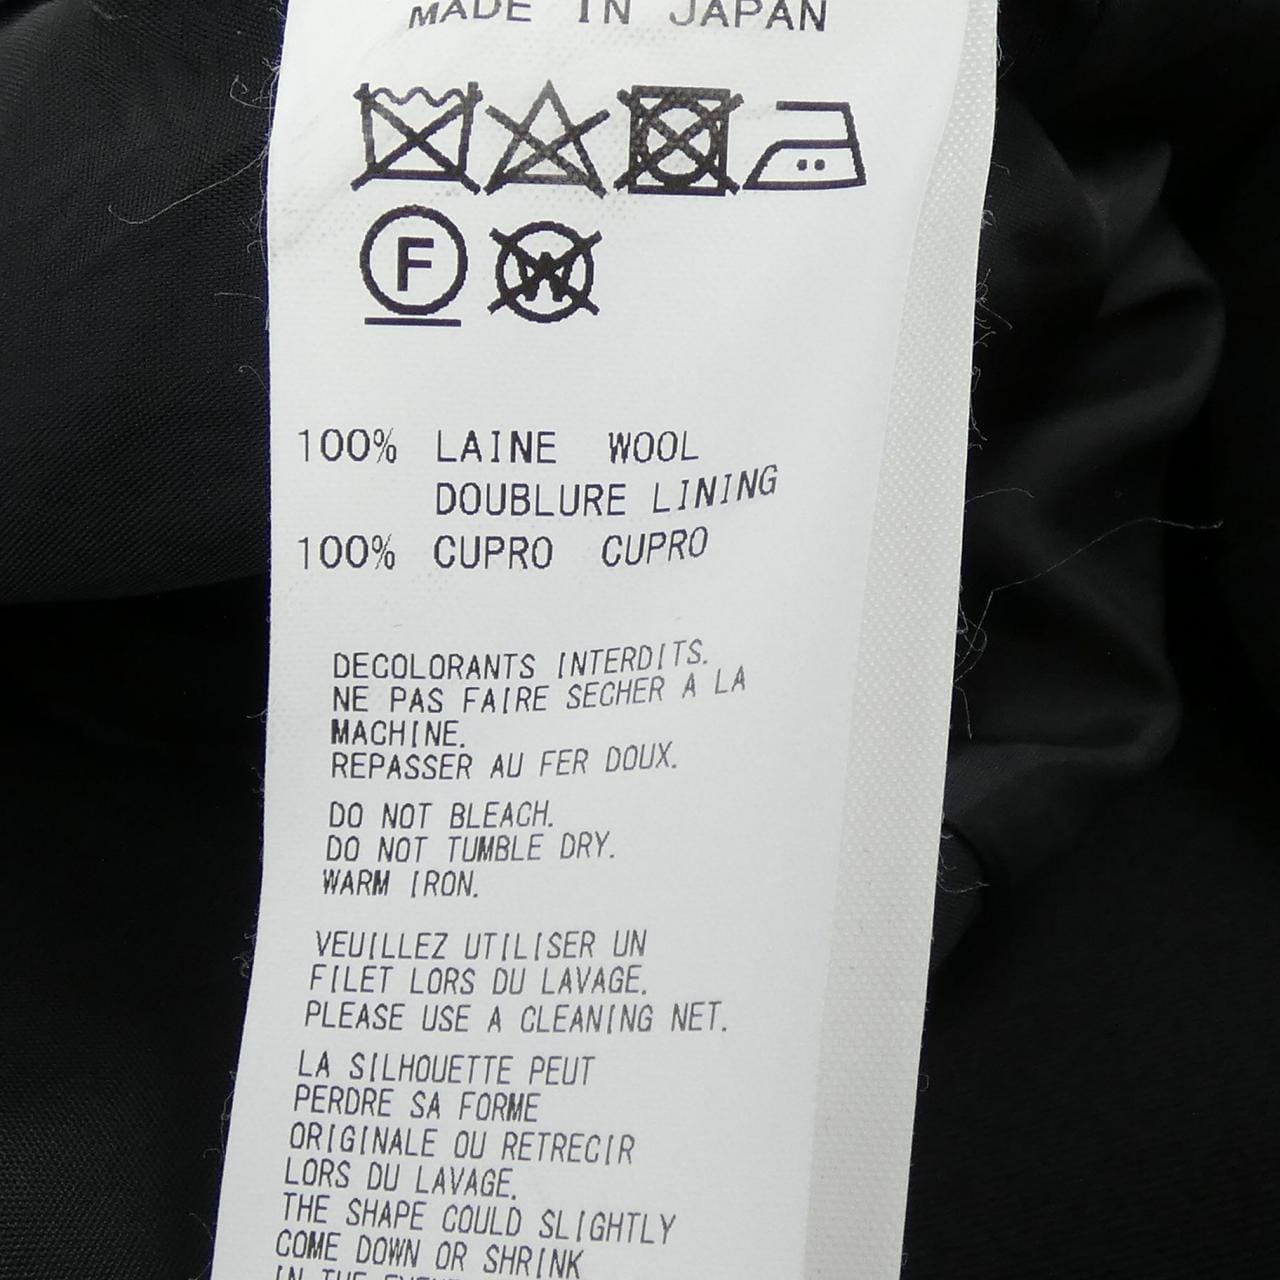 MADE IN JAPAN
F W
100% LAINE WOOL
DOUBLURE LINING
100% CUPRO CUPRO
DECOLORANTS INTERDITS.
NE PAS FAIRE SECHER A LA
MACHINE.
REPASSER AU FER DOUX.
DO NOT BLEACH.
DO NOT TUMBLE DRY.
WARM IRON.
VEUILLEZ UTILISER UN
FILET LORS DU LAVAGE.
PLEASE USE A CLEANING NET.
LA SILHOUETTE PEUT
PERDRE SA FORME
ORIGINALE OU RETRECIR
LORS DU LAVAGE.
THE SHAPE COULD SLIGHTLY
COME DOWN OR SHRINK
IN THE